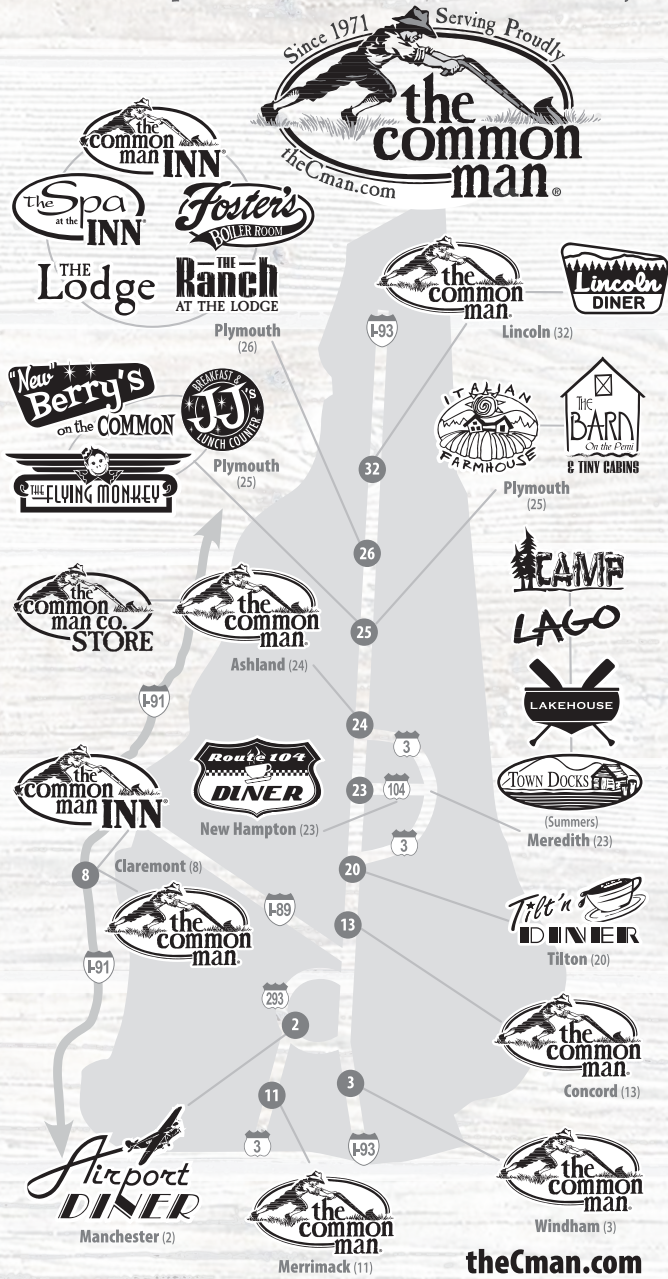 Since 1971
Serving Proudly
the
common
man®
theCman.com
the
common
man INN®
The Spa
at the
INN®
Foster's
BOILER ROOM
THE
Lodge
THE
Ranch
AT THE LODGE
Plymouth
(26)
the
common
man®
Lincoln
DINER
Lincoln (32)
I-93
"New"
Berry's
on the COMMON
BREAKFAST &
JJ's
LUNCH COUNTER
THE FLYING MONKEY
Plymouth
(25)
ITALIAN
FARMHOUSE
THE
BARN
On the Pemi
& TINY CABINS
Plymouth
(25)
32
26
25
the
common
man co.
STORE
the
common
man®
Ashland (24)
CAMP
LAGO
LAKEHOUSE
TOWN DOCKS
(Summers)
Meredith (23)
I-91
24
3
23
104
3
20
Route 104
DINER
New Hampton (23)
the
common
man INN®
8
Claremont (8)
the
common
man®
I-89
13
Tilt'n
DINER
Tilton (20)
I-91
293
2
the
common
man®
Concord (13)
11
3
3
I-93
Airport
DINER
Manchester (2)
the
common
man®
Merrimack (11)
the
common
man®
Windham (3)
theCman.com